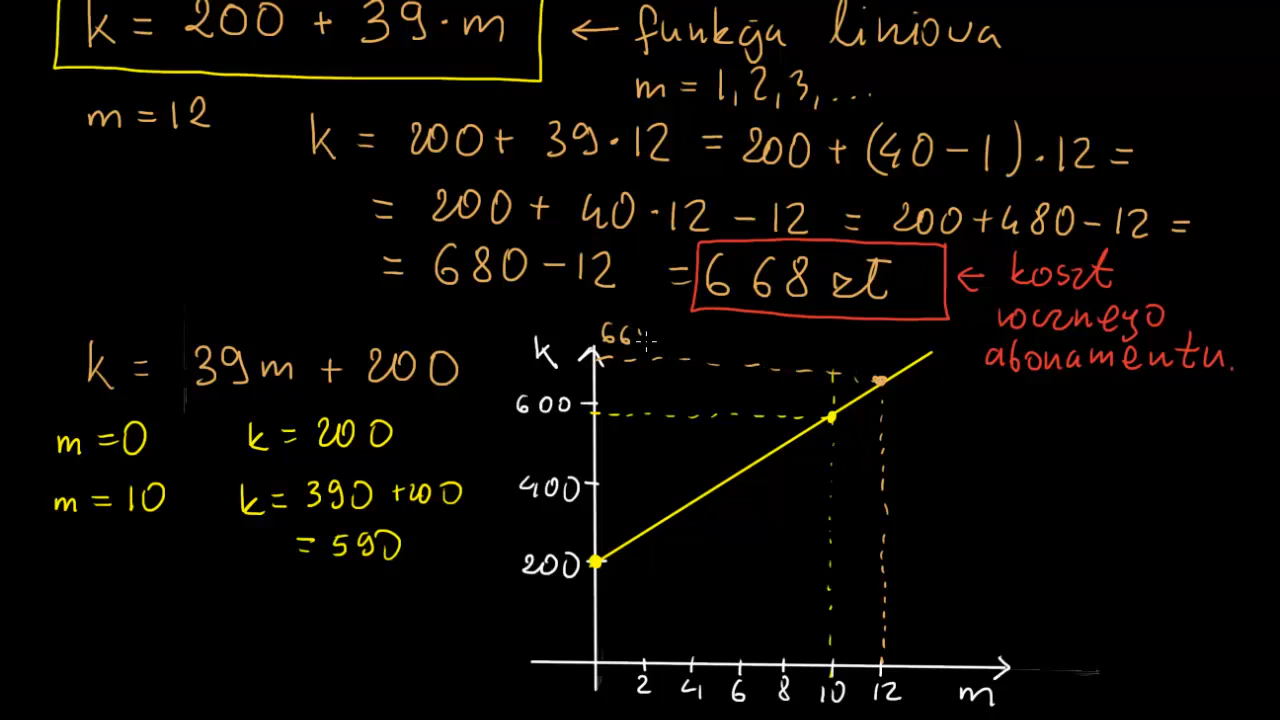 k = 200 + 39·m ← funkcja liniowa
m = 1, 2, 3, ...
m = 12
k = 200 + 39·12 = 200 + (40 − 1)·12 =
= 200 + 40·12 − 12 = 200 + 480 − 12 =
= 680 − 12 = 668 zł ← koszt
rocznego
abonamentu.
k = 39m + 200
m = 0 k = 200
m = 10 k = 390 + 200
= 590
k
66
600
400
200
2 4 6 8 10 12 m